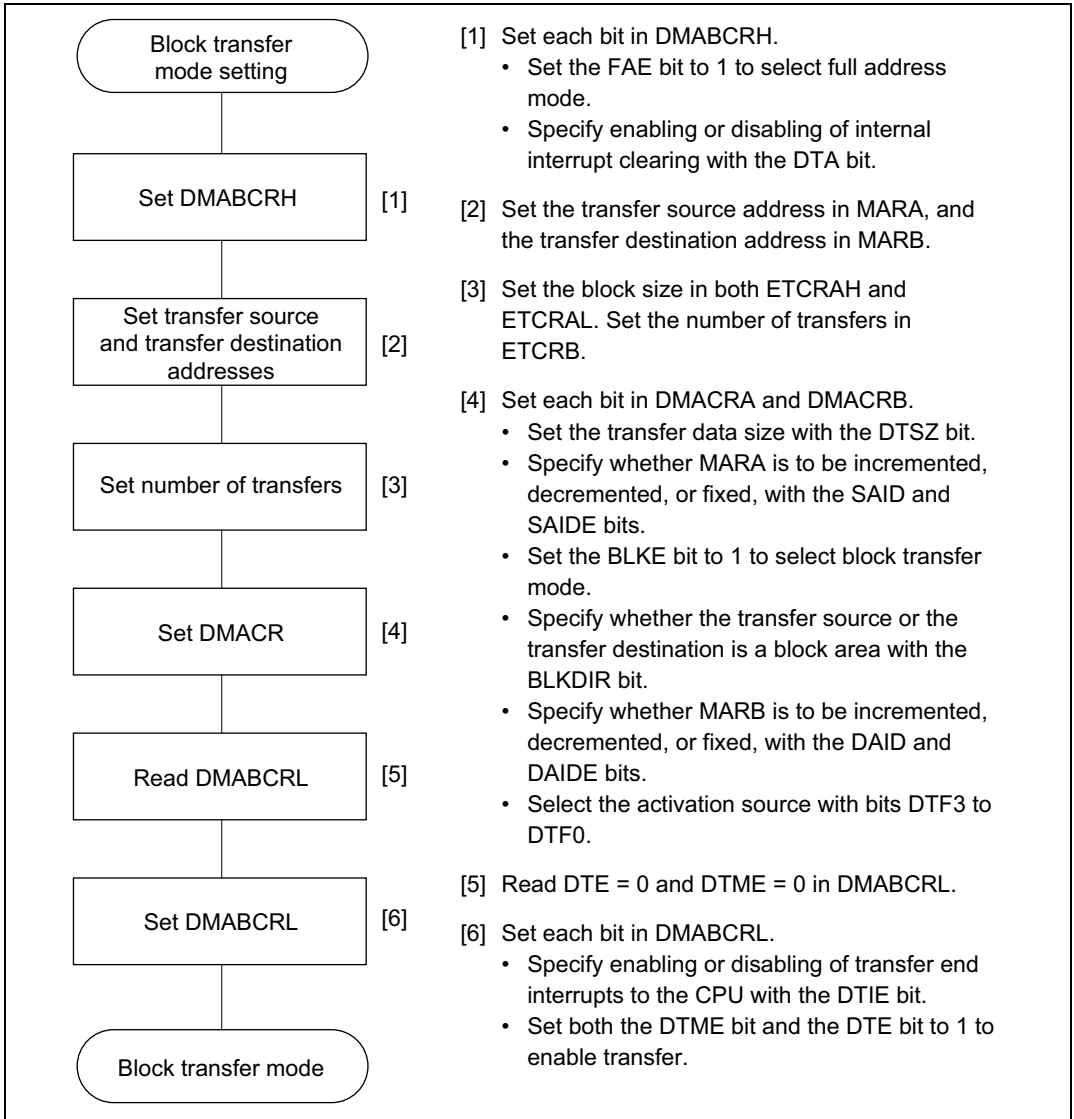 Block transfer
mode setting
Set DMABCRH
[1]
Set transfer source
and transfer destination
addresses
[2]
Set number of transfers
[3]
Set DMACR
[4]
Read DMABCRL
[5]
Set DMABCRL
[6]
Block transfer mode
[1] Set each bit in DMABCRH.
• Set the FAE bit to 1 to select full address
mode.
• Specify enabling or disabling of internal
interrupt clearing with the DTA bit.
[2] Set the transfer source address in MARA, and
the transfer destination address in MARB.
[3] Set the block size in both ETCRAH and
ETCRAL. Set the number of transfers in
ETCRB.
[4] Set each bit in DMACRA and DMACRB.
• Set the transfer data size with the DTSZ bit.
• Specify whether MARA is to be incremented,
decremented, or fixed, with the SAID and
SAIDE bits.
• Set the BLKE bit to 1 to select block transfer
mode.
• Specify whether the transfer source or the
transfer destination is a block area with the
BLKDIR bit.
• Specify whether MARB is to be incremented,
decremented, or fixed, with the DAID and
DAIDE bits.
• Select the activation source with bits DTF3 to
DTF0.
[5] Read DTE = 0 and DTME = 0 in DMABCRL.
[6] Set each bit in DMABCRL.
• Specify enabling or disabling of transfer end
interrupts to the CPU with the DTIE bit.
• Set both the DTME bit and the DTE bit to 1 to
enable transfer.